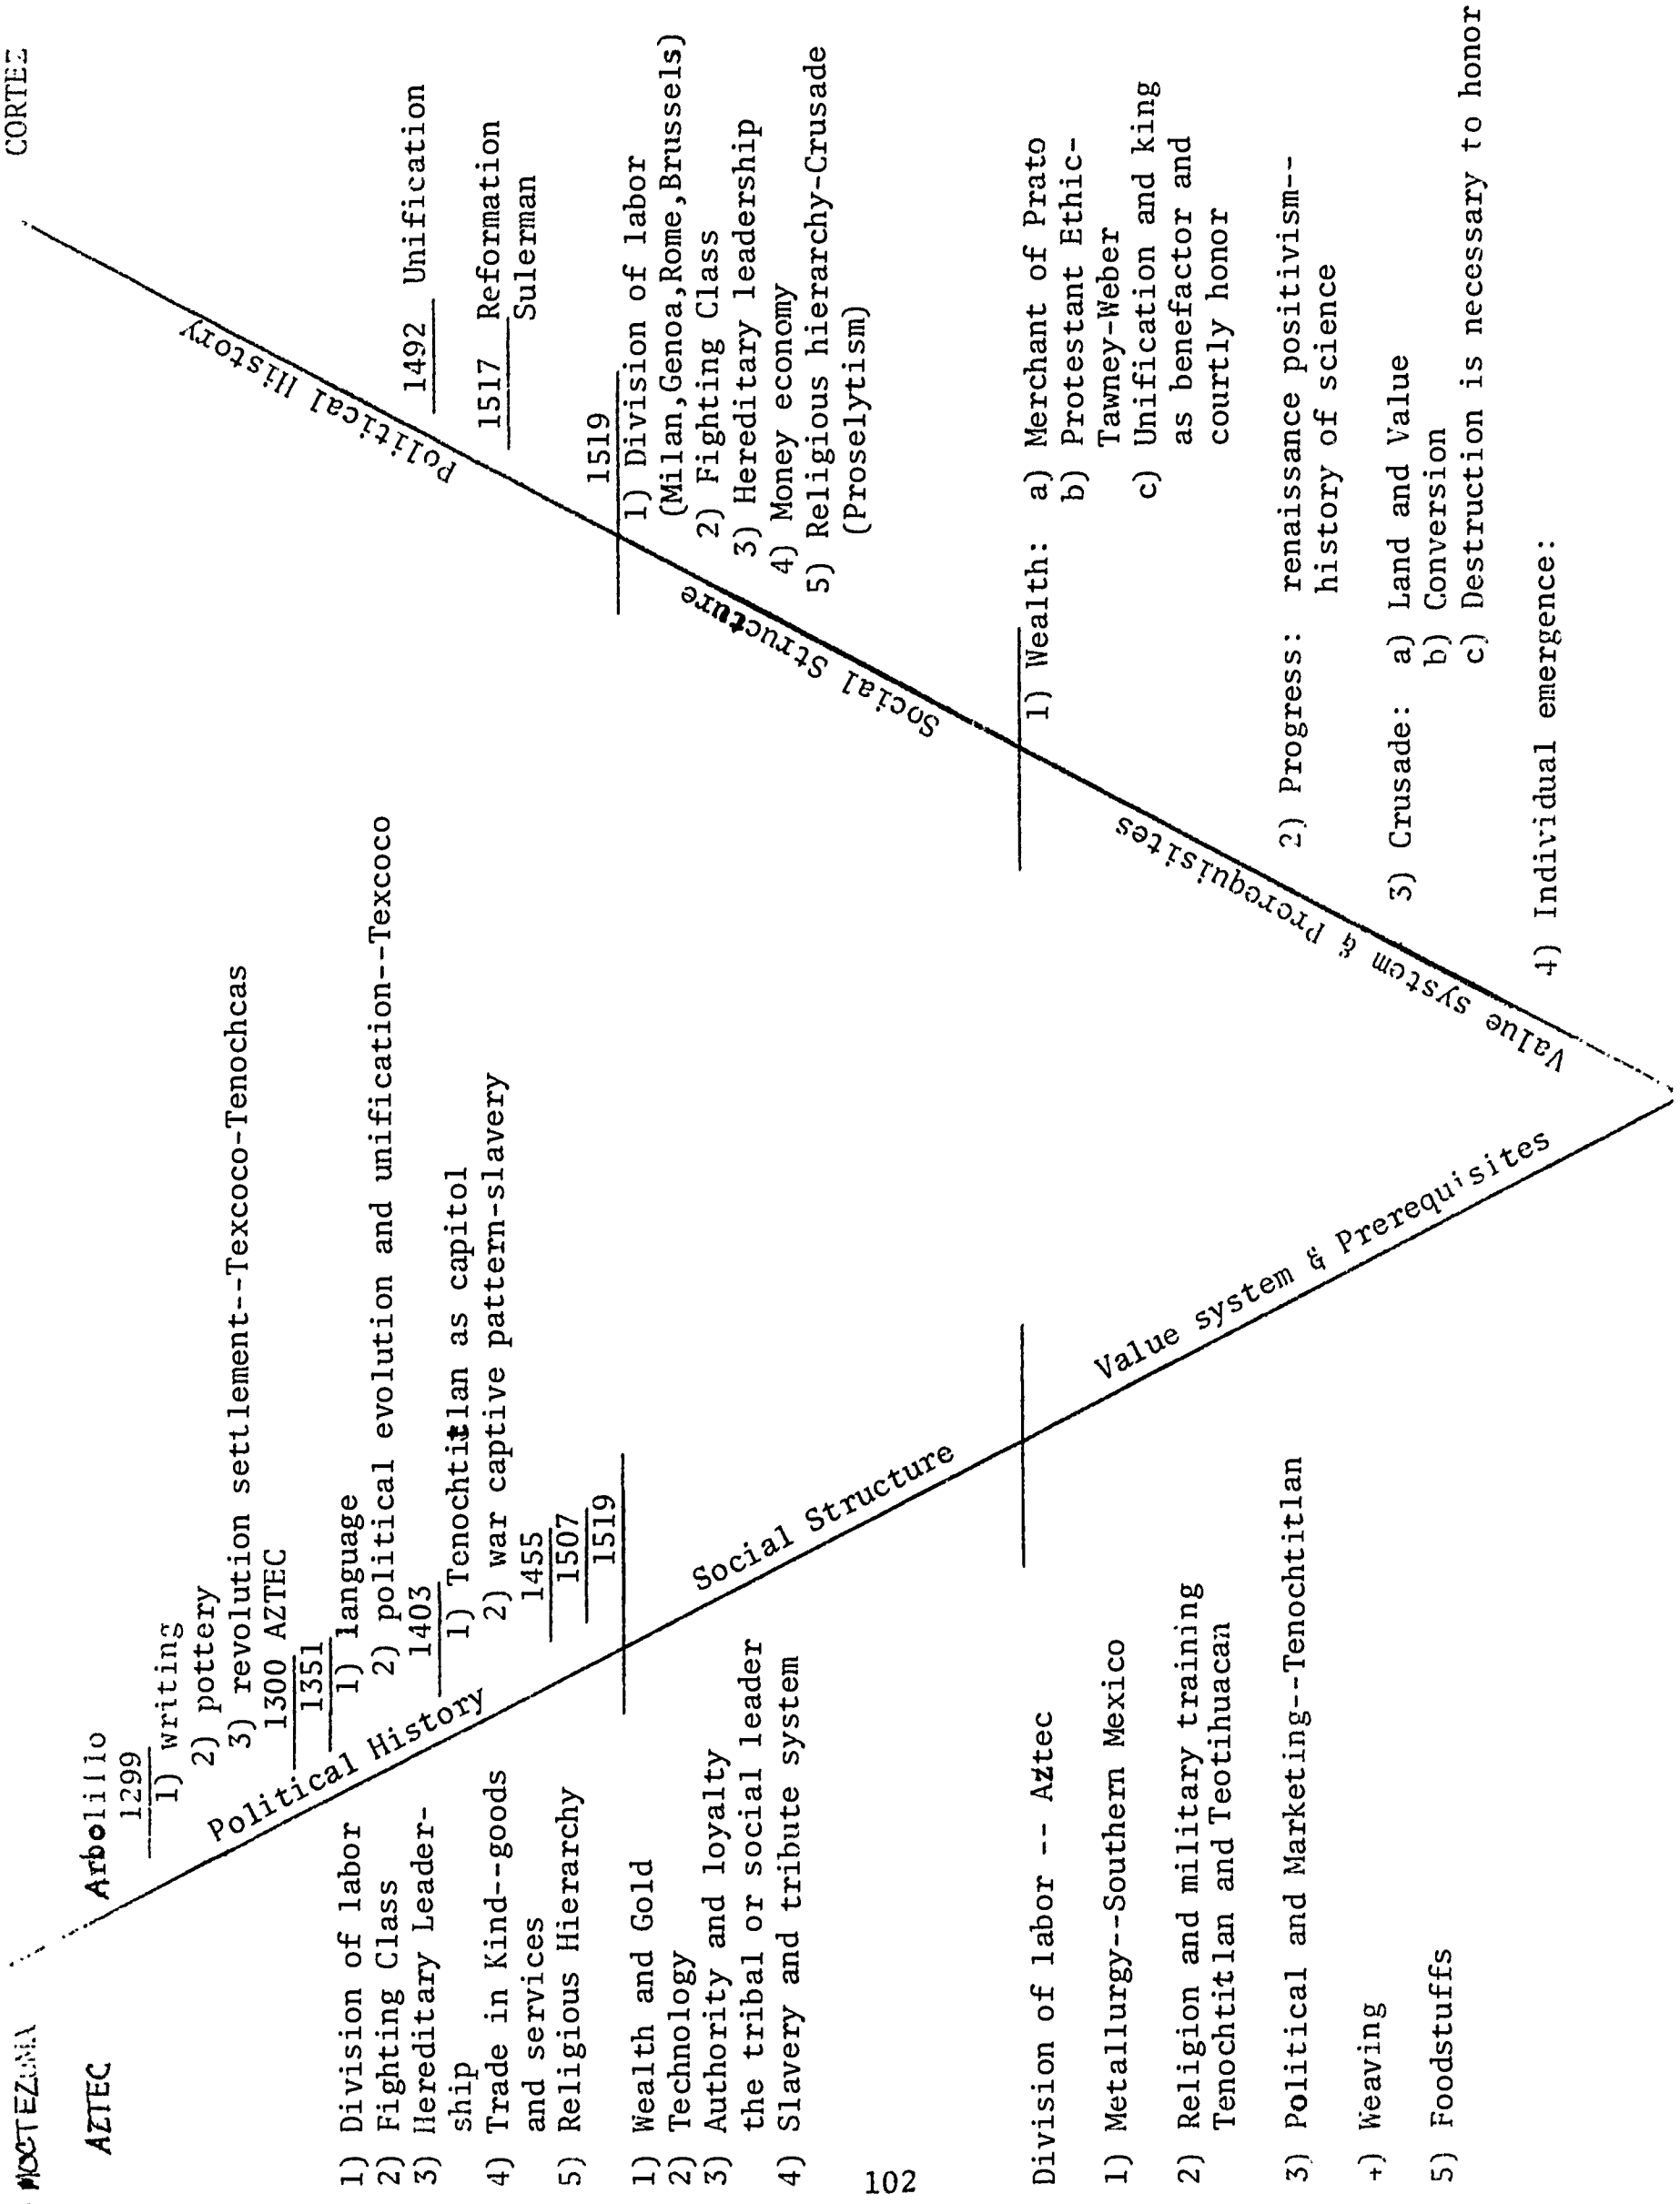 MOCTEZUMA
AZTEC
Arbolillo
1299
1) writing
2) pottery
3) revolution settlement--Texcoco-Tenochcas
1300 AZTEC
1351
1) language
2) political evolution and unification--Texcoco
1403
1) Tenochtitlan as capitol
2) war captive pattern-slavery
1455
1507
1519
Political History
Social Structure
Value system & Prerequisites
1) Division of labor
2) Fighting Class
3) Hereditary Leader-
ship
4) Trade in Kind--goods
and services
5) Religious Hierarchy
1) Wealth and Gold
2) Technology
3) Authority and loyalty
the tribal or social leader
4) Slavery and tribute system
Division of labor -- Aztec
1) Metallurgy--Southern Mexico
2) Religion and military training
Tenochtitlan and Teotihuacan
3) Political and Marketing--Tenochtitlan
4) Weaving
5) Foodstuffs
CORTEZ
Political History
1492 Unification
1517 Reformation
Sulerman
1519
1) Division of labor
(Milan,Genoa,Rome,Brussels)
2) Fighting Class
3) Hereditary leadership
4) Money economy
5) Religious hierarchy-Crusade
(Proselytism)
Social Structure
1) Wealth: a) Merchant of Prato
b) Protestant Ethic-
Tawney-Weber
c) Unification and king
as benefactor and
courtly honor
2) Progress: renaissance positivism--
history of science
3) Crusade: a) Land and Value
b) Conversion
c) Destruction is necessary to honor
4) Individual emergence:
Value system & Prerequisites
102